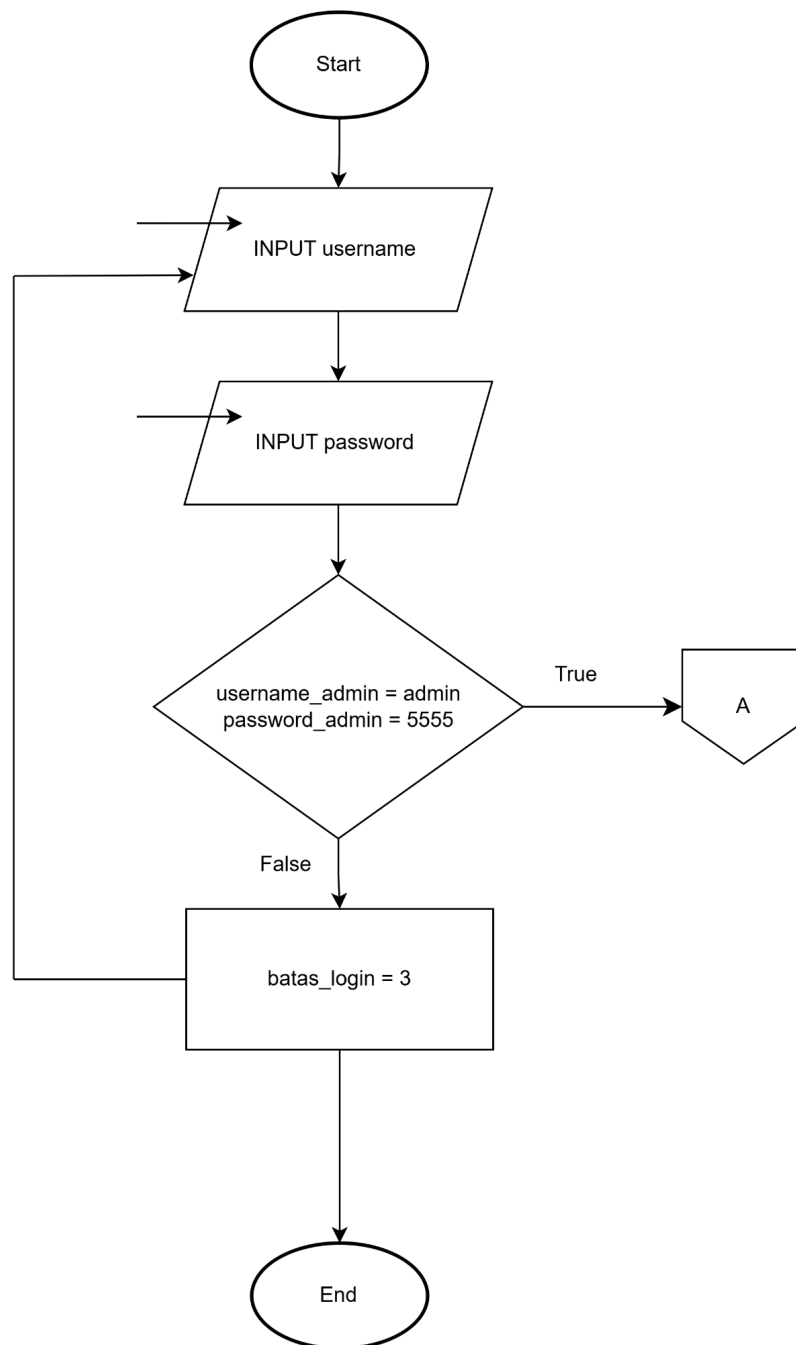 Start
INPUT username
INPUT password
username_admin = admin
password_admin = 5555
True
A
False
batas_login = 3
End